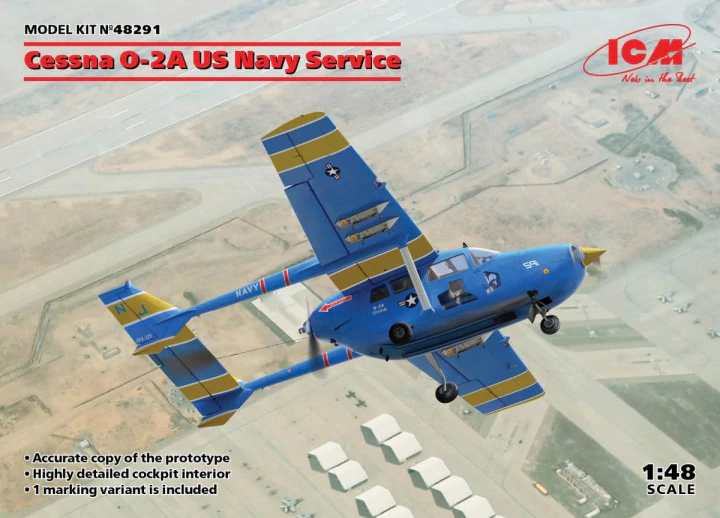 MODEL KIT №48291
Cessna O-2A US Navy Service
ICM
New in the Best
• Accurate copy of the prototype
• Highly detailed cockpit interior
• 1 marking variant is included
1:48
SCALE
NAVY
591
NJ